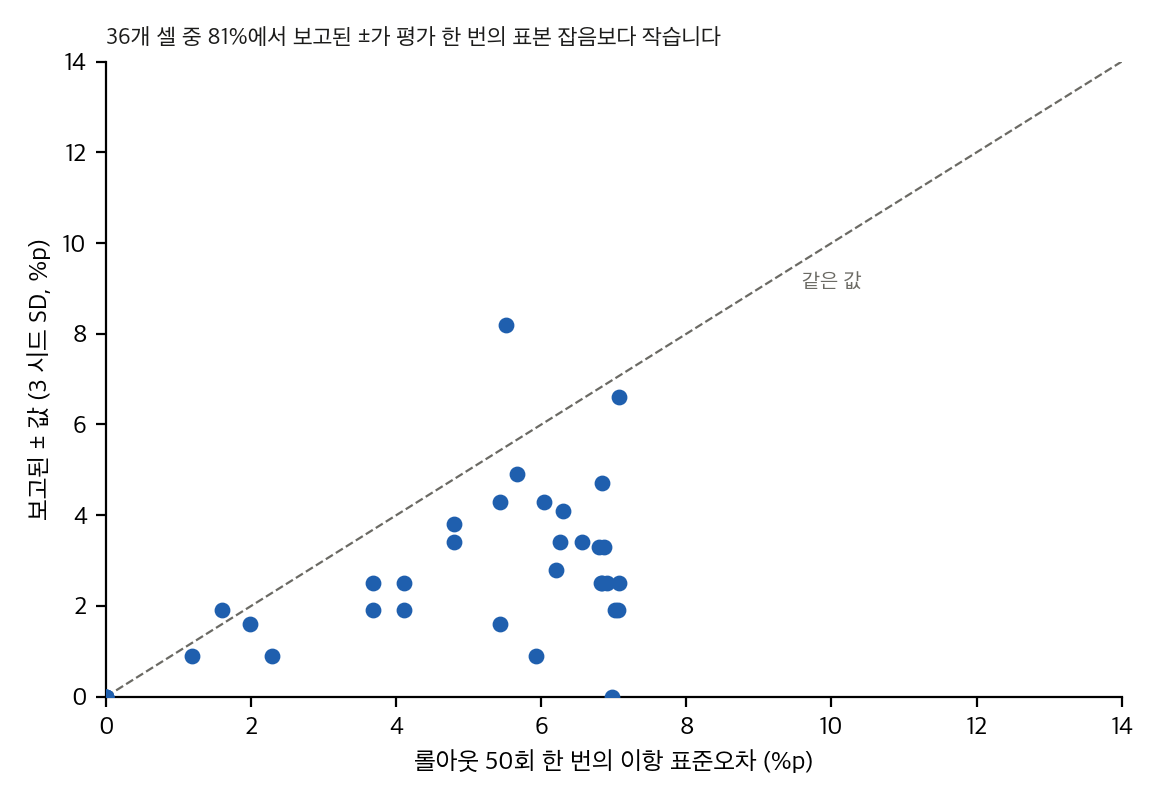 36개 셀 중 81%에서 보고된 ±가 평가 한 번의 표본 잡음보다 작습니다
14
12
10
8
6
4
2
0
보고된 ± 값 (3 시드 SD, %p)
같은 값
0 2 4 6 8 10 12 14
롤아웃 50회 한 번의 이항 표준오차 (%p)